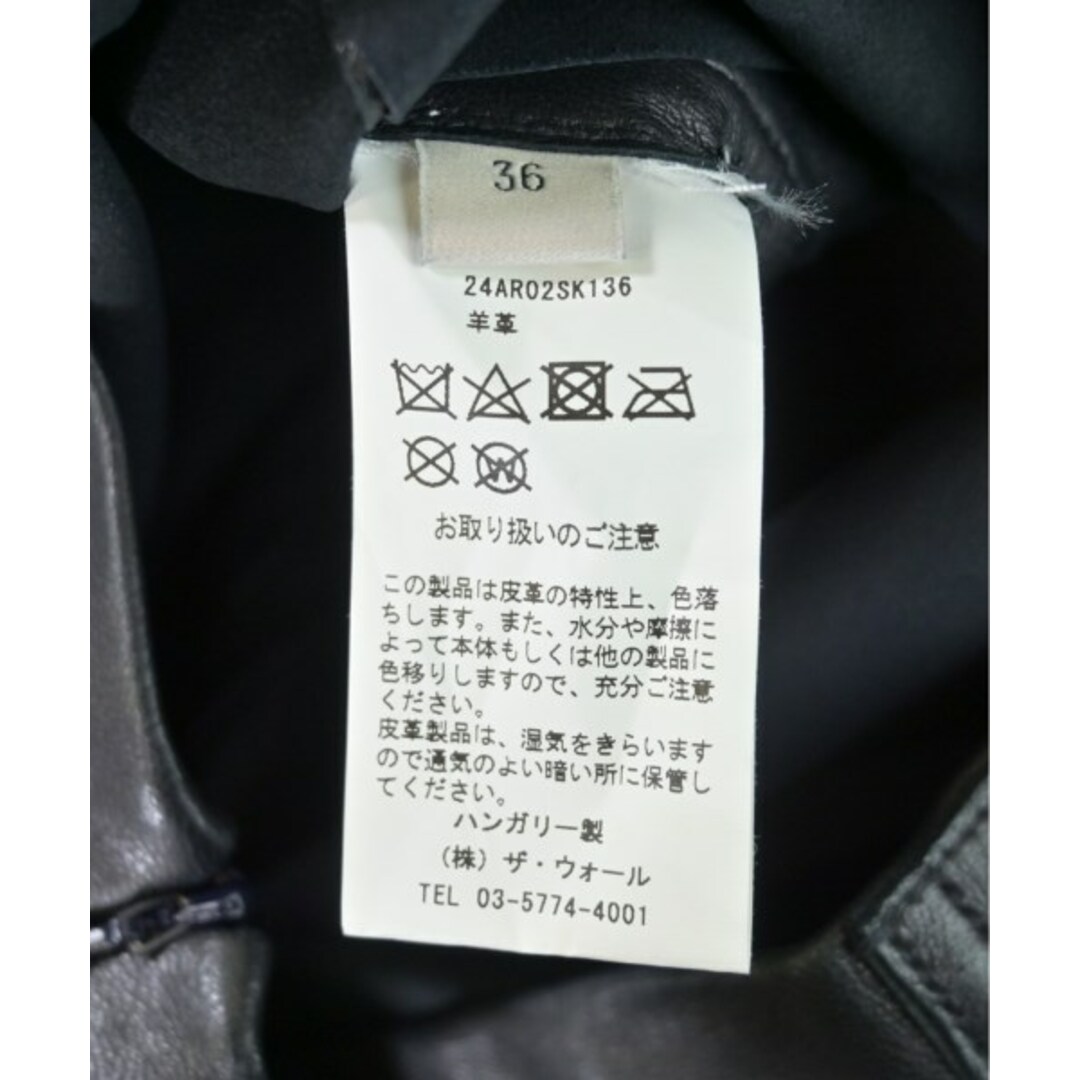 36
24AR02SK136
羊革
W
お取り扱いのご注意
この製品は皮革の特性上、色落
ちします。また、水分や摩擦に
よって本体もしくは他の製品に
色移りしますので、充分ご注意
ください。
皮革製品は、湿気をきらいます
ので通気のよい暗い所に保管し
てください。
ハンガリー製
（株）ザ・ウォール
TEL 03-5774-4001